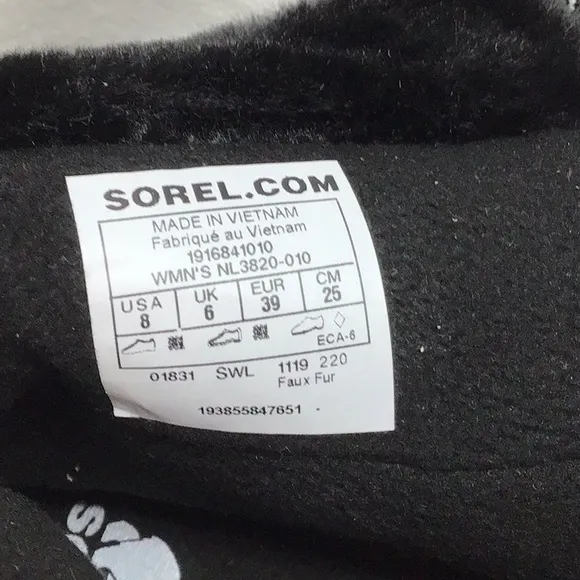 SOREL.COM
MADE IN VIETNAM
Fabriqué au Vietnam
1916841010
WMN'S NL3820-010
USA UK EUR CM
8 6 39 25
ECA-6
01831 SWL 1119 220
Faux Fur
193855847651
S